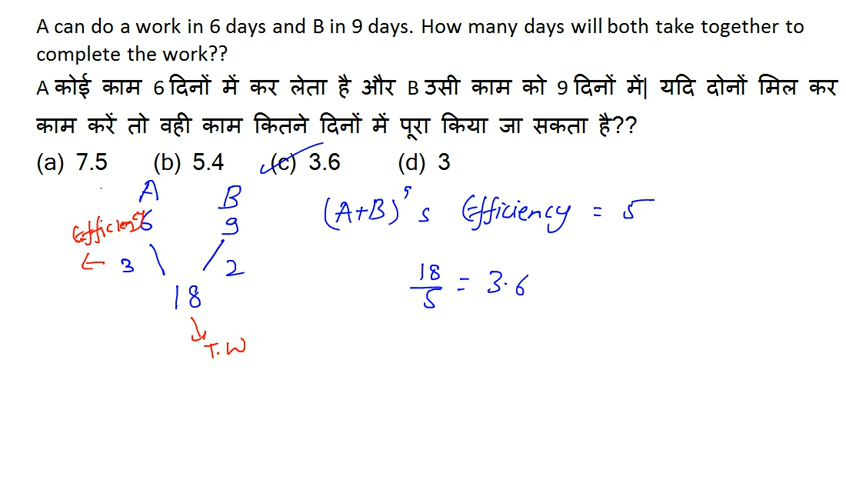 A can do a work in 6 days and B in 9 days. How many days will both take together to
complete the work??
A कोई काम 6 दिनों में कर लेता है और B उसी काम को 9 दिनों में| यदि दोनों मिल कर
काम करें तो वही काम कितने दिनों में पूरा किया जा सकता है??
(a) 7.5 (b) 5.4 (c) 3.6 (d) 3
A B
6 9
Efficiency
← 3 2
18
T.W
(A+B)'s Efficiency = 5
18/5 = 3.6